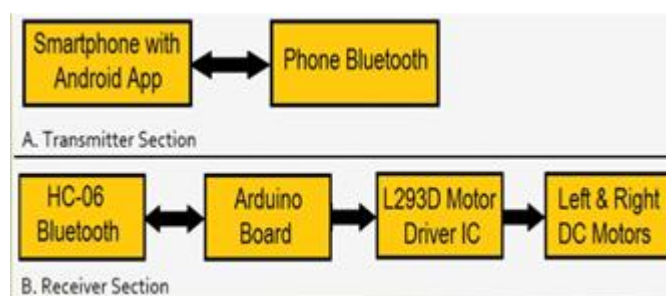 Smartphone with
Android App
Phone Bluetooth
A. Transmitter Section
HC-06
Bluetooth
Arduino
Board
L293D Motor
Driver IC
Left & Right
DC Motors
B. Receiver Section